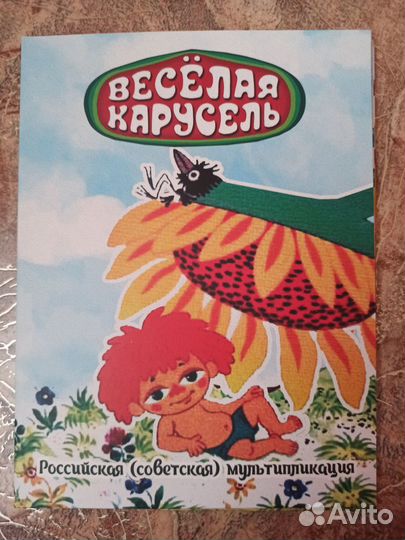 ВЕСЁЛАЯ
КАРУСЕЛЬ
Российская (советская) мультипликация
Avito